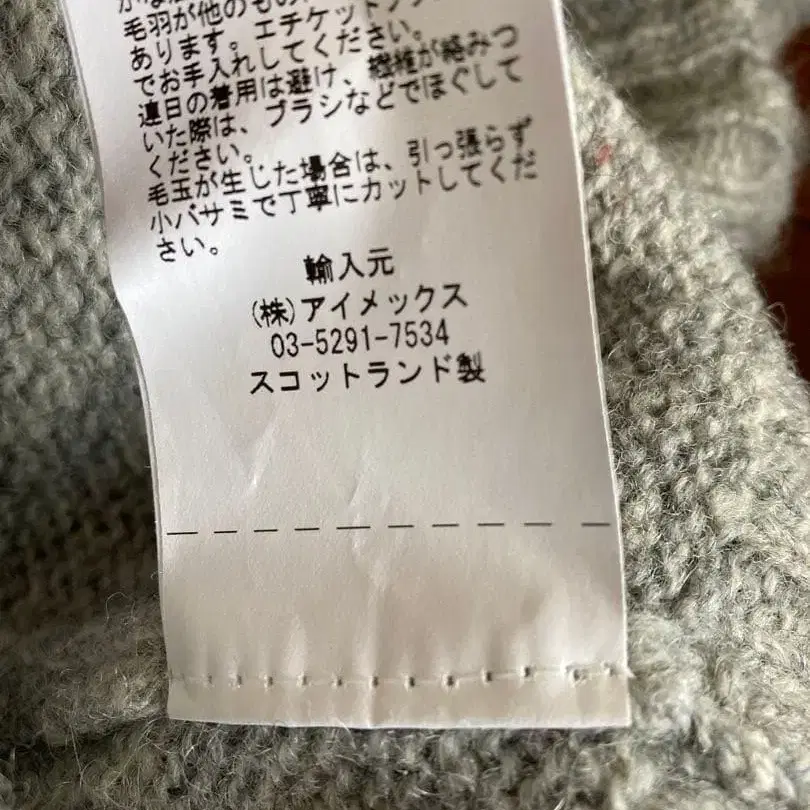 毛羽が他のもの
あります。エチケットブラ
でお手入れしてください。
連日の着用は避け、繊維が絡みつ
いた際は、ブラシなどでほぐして
ください。
毛玉が生じた場合は、引っ張らず
小バサミで丁寧にカットしてくだ
さい。
輸入元
(株)アイメックス
03-5291-7534
スコットランド製